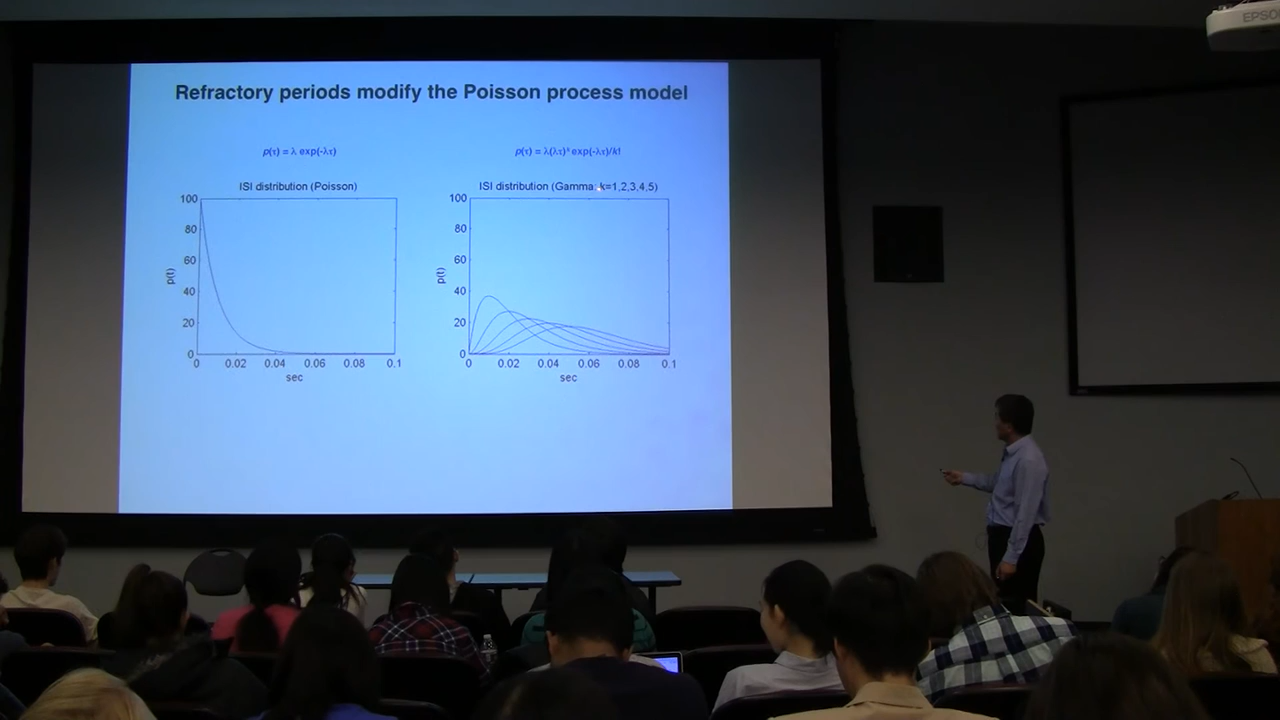 EPSO
Refractory periods modify the Poisson process model
p(τ) = λ exp(-λτ)
p(τ) = λ(λτ)ᵏ exp(-λτ)/k!
ISI distribution (Poisson)
100
80
60
40
20
0
p(t)
0 0.02 0.04 0.06 0.08 0.1
sec
ISI distribution (Gamma: k=1,2,3,4,5)
100
80
60
40
20
0
p(t)
0 0.02 0.04 0.06 0.08 0.1
sec